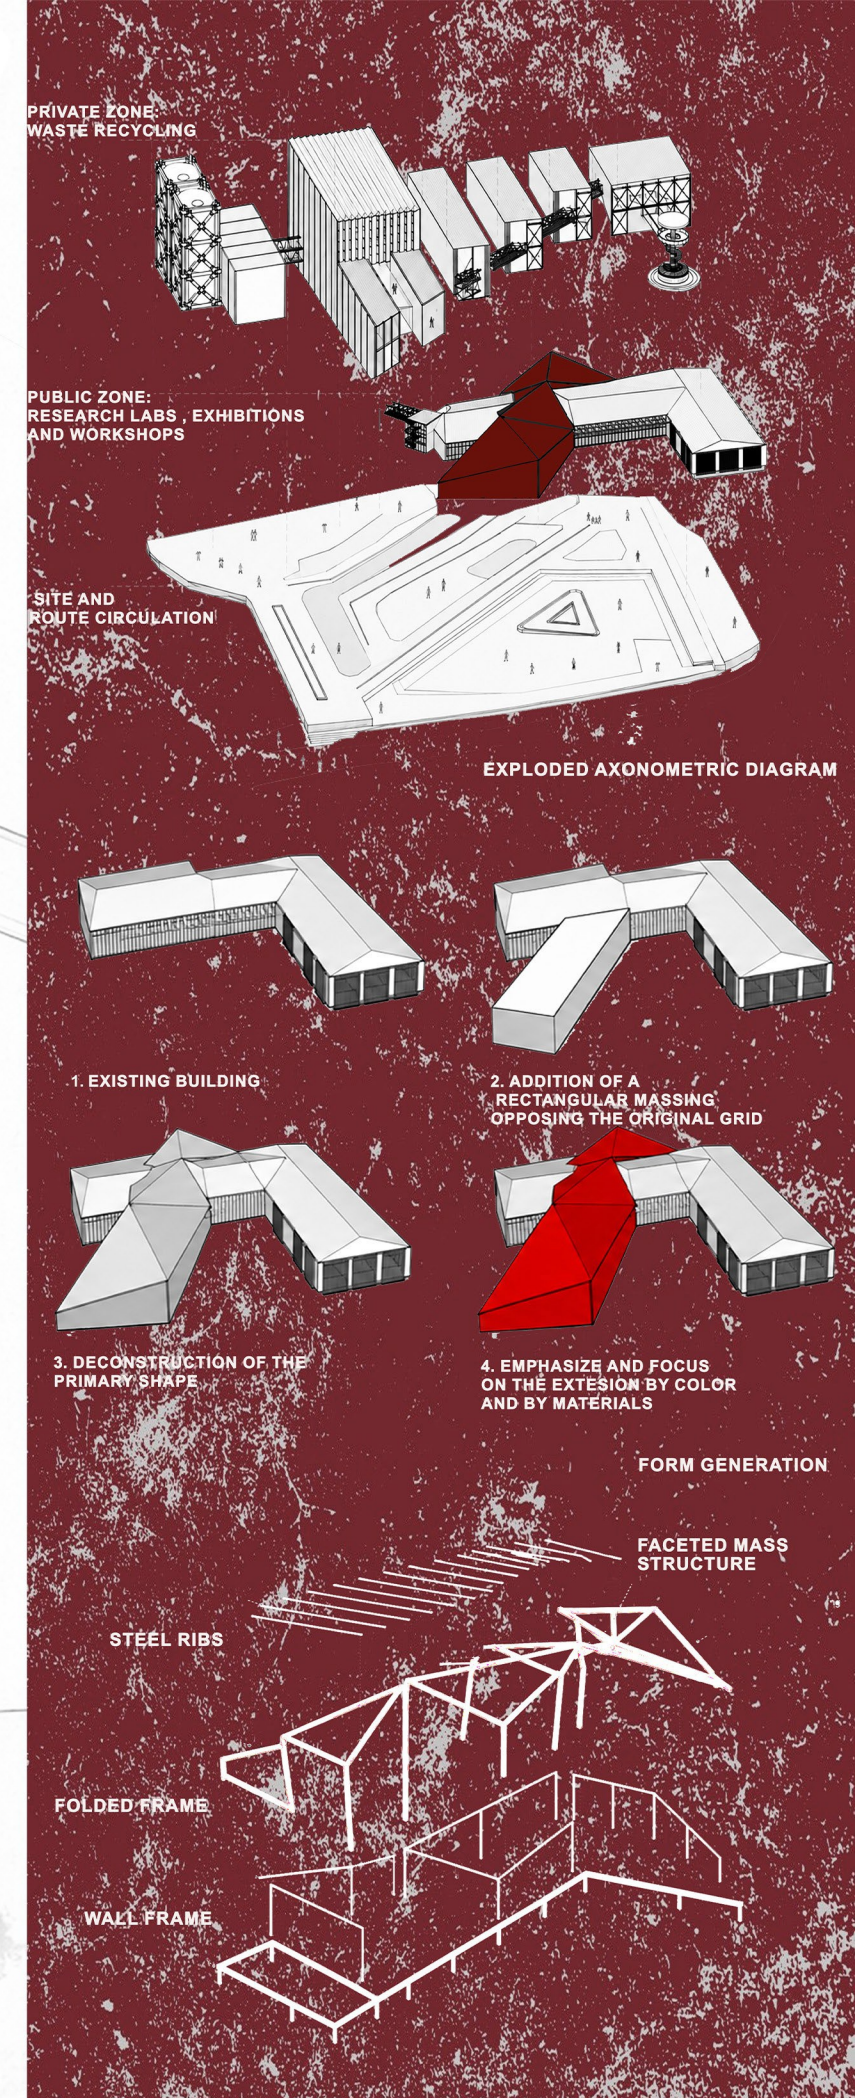 PRIVATE ZONE:
WASTE RECYCLING
PUBLIC ZONE:
RESEARCH LABS , EXHIBITIONS
AND WORKSHOPS
SITE AND
ROUTE CIRCULATION
EXPLODED AXONOMETRIC DIAGRAM
1. EXISTING BUILDING
2. ADDITION OF A
RECTANGULAR MASSING
OPPOSING THE ORIGINAL GRID
3. DECONSTRUCTION OF THE
PRIMARY SHAPE
4. EMPHASIZE AND FOCUS
ON THE EXTESION BY COLOR
AND BY MATERIALS
FORM GENERATION
FACETED MASS
STRUCTURE
STEEL RIBS
FOLDED FRAME
WALL FRAME